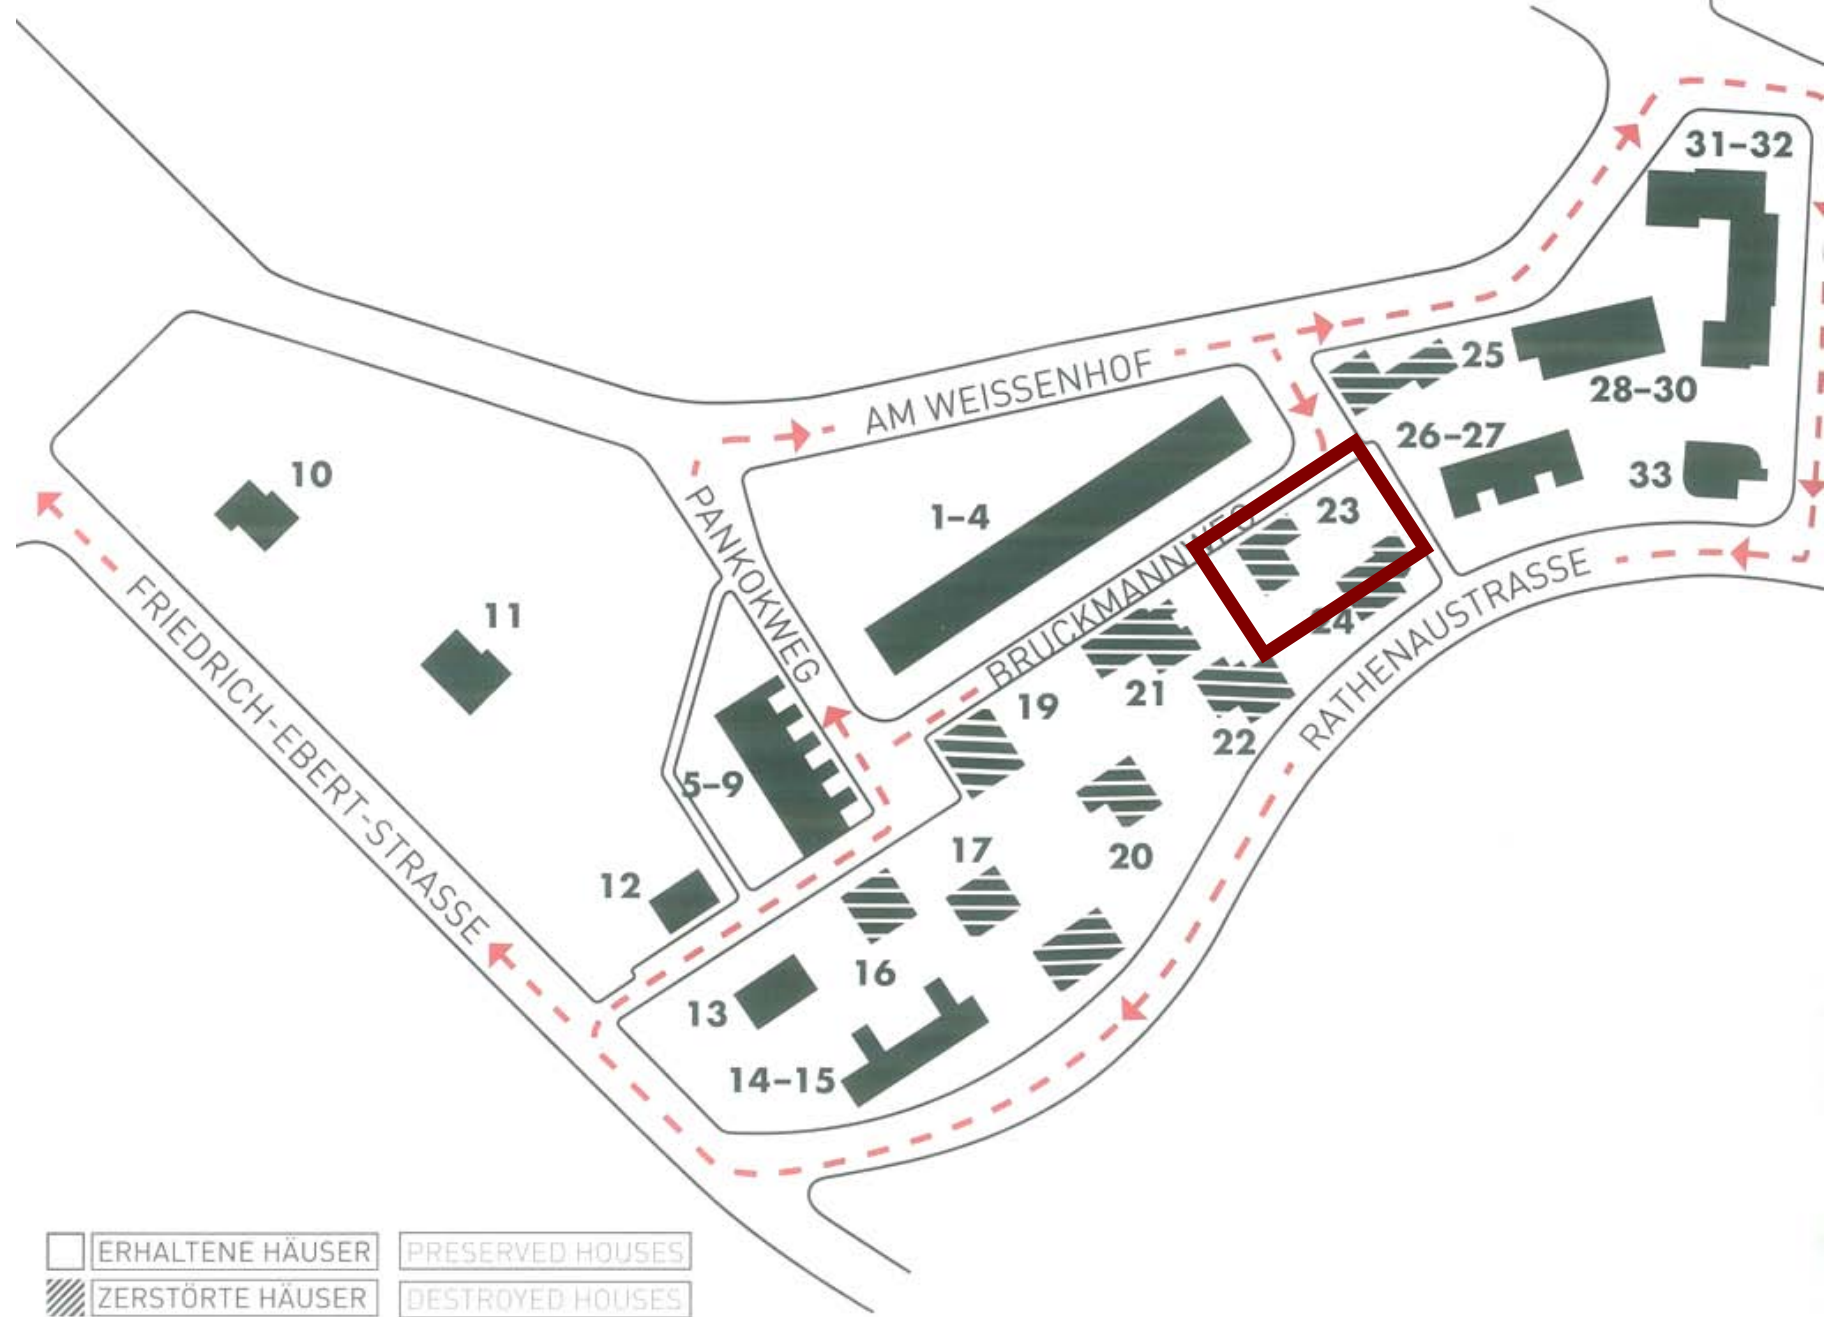 31-32
25
AM WEISSENHOF
28-30
26-27
10
33
23
1-4
PANKOKWEG
BRUCKMANNWEG
11
FRIEDRICH-EBERT-STRASSE
24
RATHENAUSTRASSE
21
19
22
5-9
17
20
12
16
13
14-15
ERHALTENE HÄUSER PRESERVED HOUSES
ZERSTÖRTE HÄUSER DESTROYED HOUSES